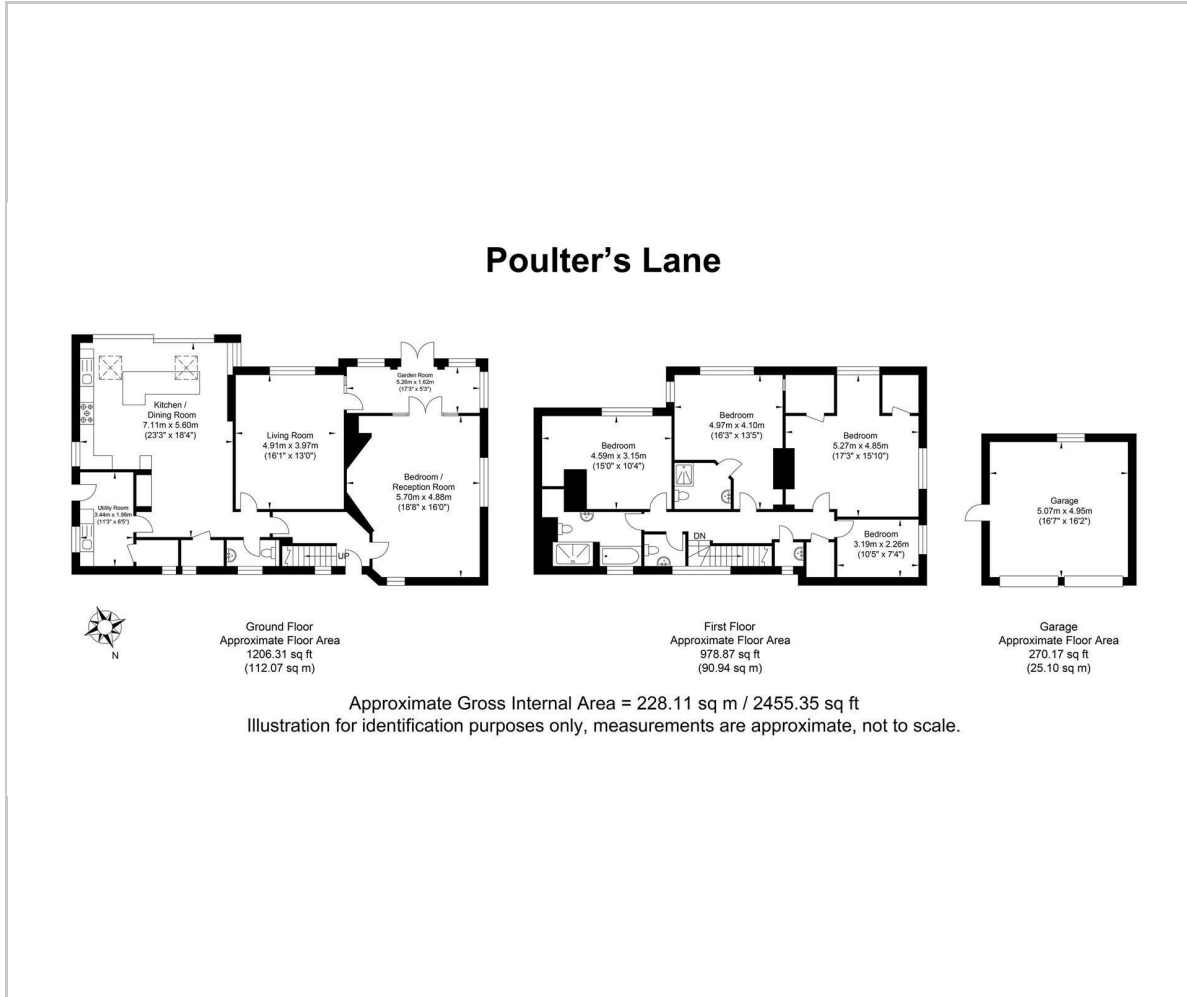 Poulter’s Lane
Kitchen /
Dining Room
7.11m x 5.60m
(23'3" x 18'4")
Living Room
4.91m x 3.97m
(16'1" x 13'0")
Garden Room
5.26m x 1.62m
(17'3" x 5'3")
Bedroom /
Reception Room
5.70m x 4.88m
(18'8" x 16'0")
Utility Room
3.44m x 1.96m
(11'3" x 6'5")
UP
N
Ground Floor
Approximate Floor Area
1206.31 sq ft
(112.07 sq m)
Bedroom
4.59m x 3.15m
(15'0" x 10'4")
Bedroom
4.97m x 4.10m
(16'3" x 13'5")
Bedroom
5.27m x 4.85m
(17'3" x 15'10")
Bedroom
3.19m x 2.26m
(10'5" x 7'4")
DN
First Floor
Approximate Floor Area
978.87 sq ft
(90.94 sq m)
Garage
5.07m x 4.95m
(16'7" x 16'2")
Garage
Approximate Floor Area
270.17 sq ft
(25.10 sq m)
Approximate Gross Internal Area = 228.11 sq m / 2455.35 sq ft
Illustration for identification purposes only, measurements are approximate, not to scale.